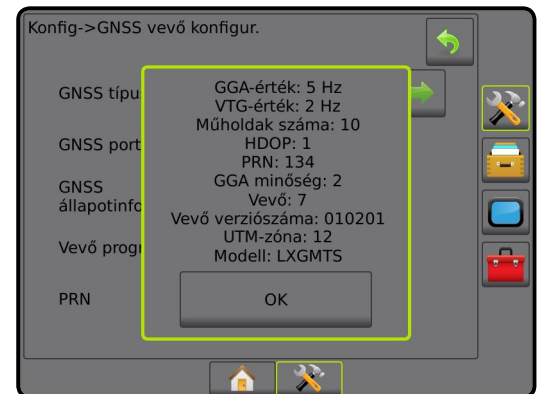 Konfig->GNSS vevő konfigur.
GNSS típu
GNSS port
GNSS
állapotinfo
Vevő progr
PRN
GGA-érték: 5 Hz
VTG-érték: 2 Hz
Műholdak száma: 10
HDOP: 1
PRN: 134
GGA minőség: 2
Vevő: 7
Vevő verziószáma: 010201
UTM-zóna: 12
Modell: LXGMTS
OK